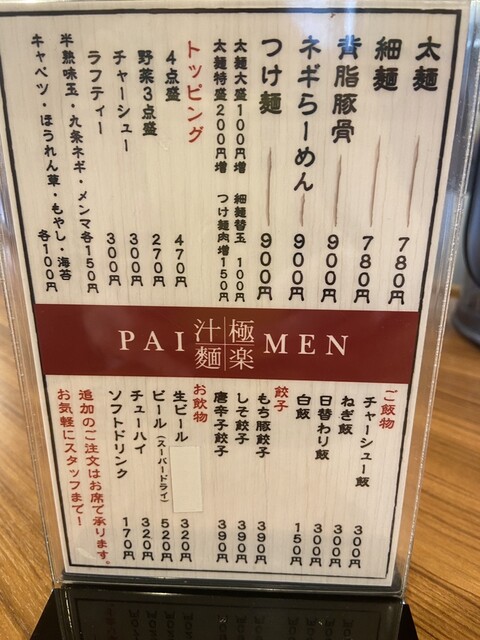 太麺 780円
細麺 780円
背脂豚骨 900円
ネギらーめん 900円
つけ麺 900円
太麺大盛 100円増 細麺替玉 100円
太麺特盛 200円増 つけ麺肉増 150円
トッピング
4点盛 470円
野菜3点盛 270円
チャーシュー 300円
ラフティー 300円
半熟味玉・九条ネギ・メンマ 各150円
キャベツ・ほうれん草・もやし・海苔 各100円
PAI 極楽汁麺 MEN
ご飯物
チャーシュー飯 300円
ねぎ飯 300円
日替わり飯 300円
白飯 150円
餃子
もち豚餃子 390円
しそ餃子 390円
唐辛子餃子 390円
お飲物
生ビール 320円
ビール(スーパードライ) 520円
チューハイ 320円
ソフトドリンク 170円
追加のご注文はお席で承ります。
お気軽にスタッフまで!